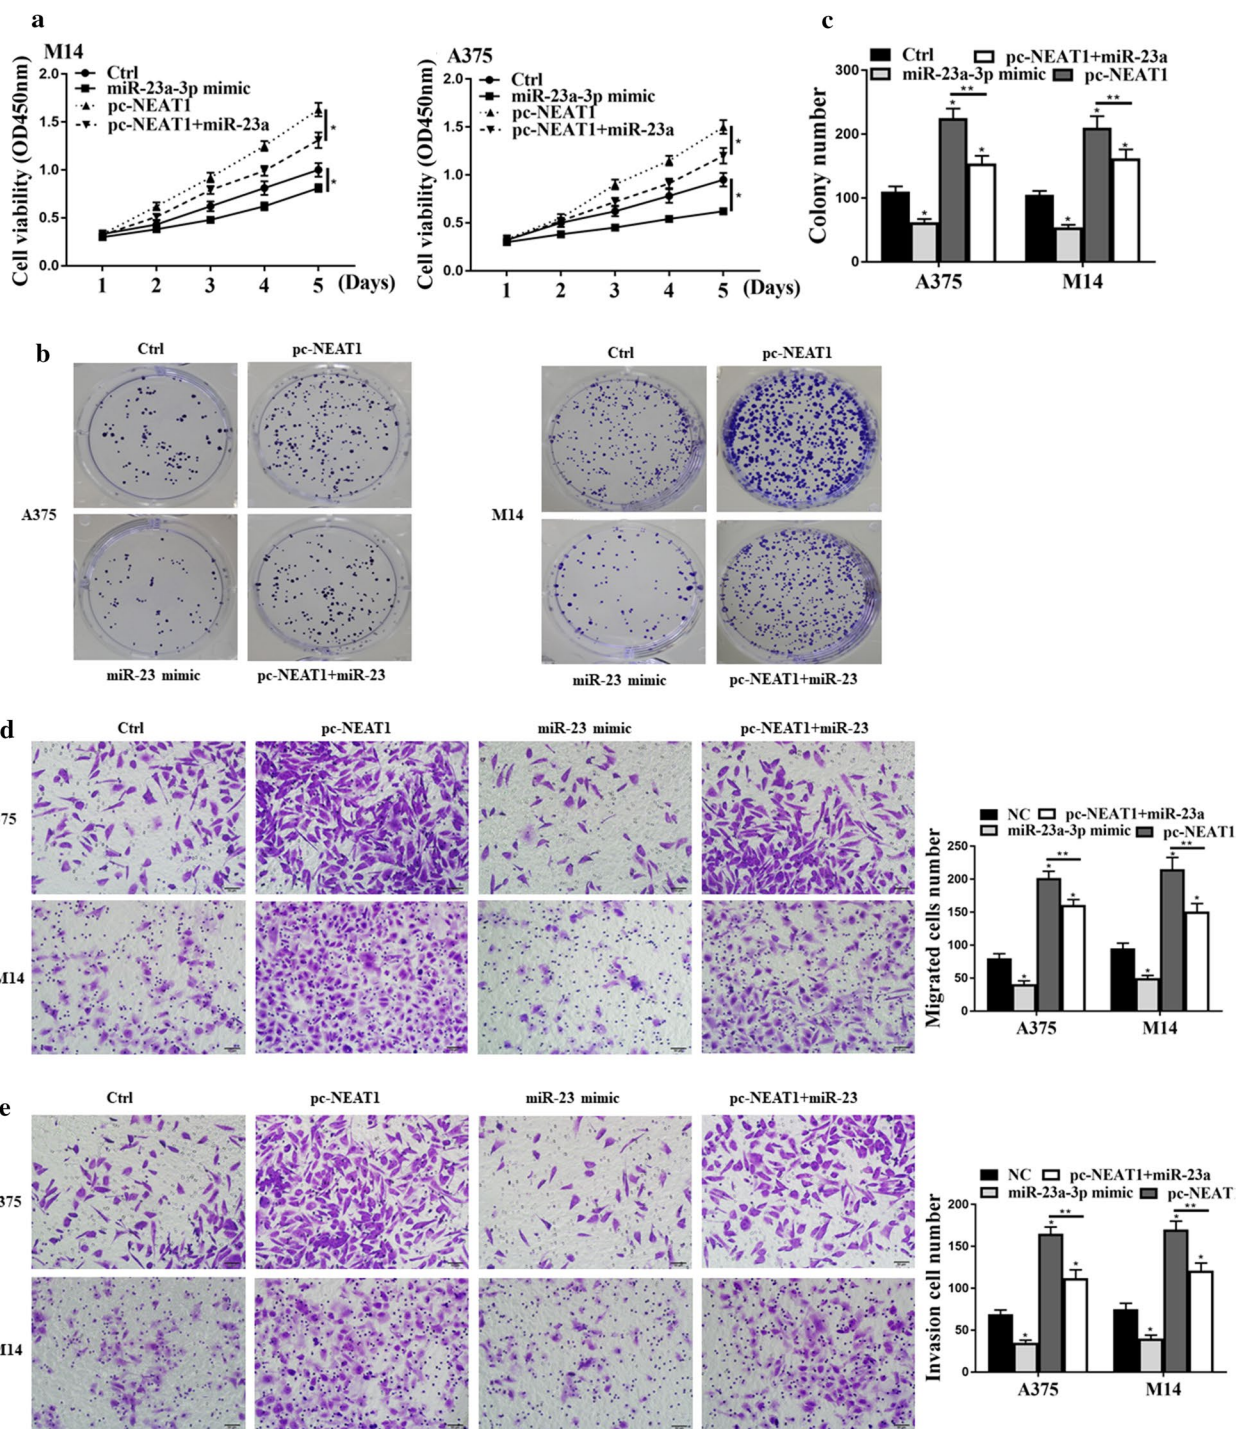 a
M14
Cell viability (OD450nm)
2.0
1.5
1.0
0.5
0.0
Ctrl
miR-23a-3p mimic
pc-NEAT1
pc-NEAT1+miR-23a
*
*
1 2 3 4 5 (Days)
A375
Cell viability (OD450nm)
2.0
1.5
1.0
0.5
0.0
Ctrl
miR-23a-3p mimic
pc-NEAT1
pc-NEAT1+miR-23a
*
*
1 2 3 4 5 (Days)
c
Ctrl pc-NEAT1+miR-23a
miR-23a-3p mimic pc-NEAT1
Colony number
300
200
100
0
* * ** *
* * ** *
A375 M14
b
Ctrl pc-NEAT1
A375
miR-23 mimic pc-NEAT1+miR-23
Ctrl pc-NEAT1
M14
miR-23 mimic pc-NEAT1+miR-23
d
Ctrl pc-NEAT1 miR-23 mimic pc-NEAT1+miR-23
75
M14
NC pc-NEAT1+miR-23a
miR-23a-3p mimic pc-NEAT1
Migrated cells number
250
200
150
100
50
0
* * ** *
* * ** *
A375 M14
e
Ctrl pc-NEAT1 miR-23 mimic pc-NEAT1+miR-23
375
M14
NC pc-NEAT1+miR-23a
miR-23a-3p mimic pc-NEAT1
Invasion cell number
200
150
100
50
0
* * ** *
* * ** *
A375 M14